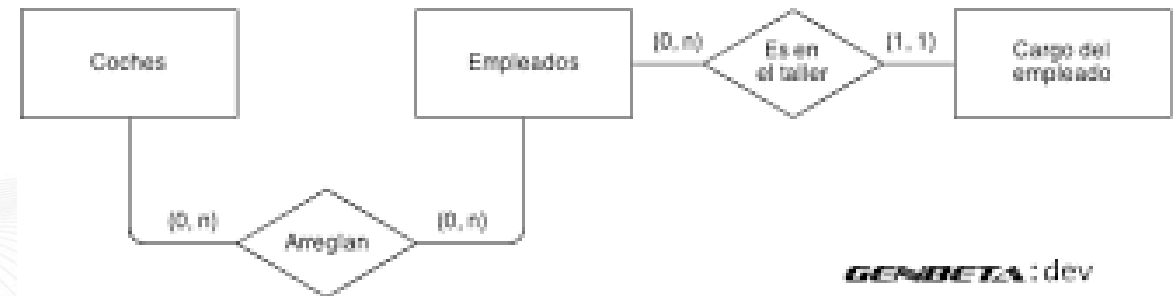 Coches
Empleados
(0, n)
Es en
el taller
(1, 1)
Cargo del
empleado
(0, n)
Arreglan
(0, n)
GENBETA:dev